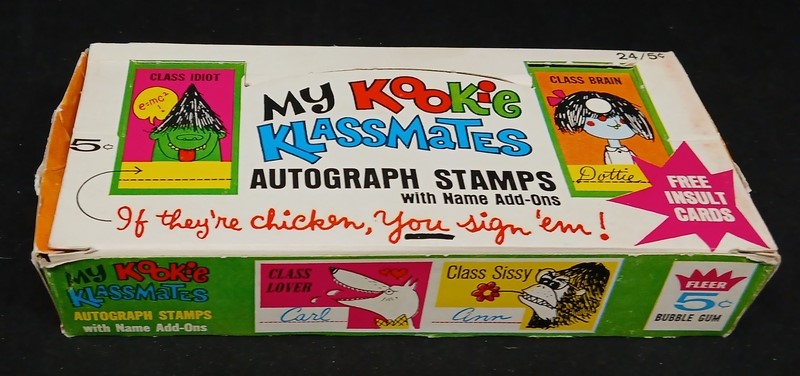 24/5¢
CLASS IDIOT
e=mc²
!
CLASS BRAIN
Dottie
5¢
MY KOOKIE
KLASSMATES
AUTOGRAPH STAMPS
with Name Add-Ons
If they're chicken, You sign 'em!
FREE
INSULT
CARDS
MY KOOKIE
KLASSMATES
AUTOGRAPH STAMPS
with Name Add-Ons
CLASS
LOVER
Carl
Class Sissy
Ann
FLEER
5¢
BUBBLE GUM